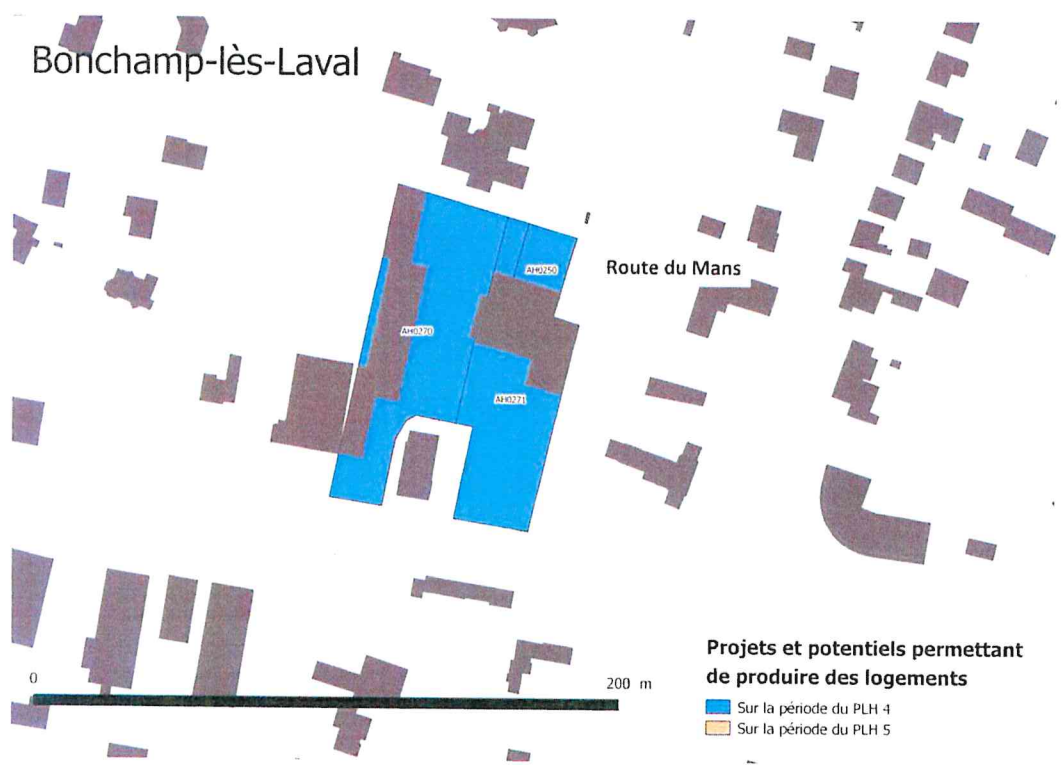 Bonchamp-lès-Laval
AH0250
Route du Mans
AH0270
AH0271
Projets et potentiels permettant
de produire des logements
0
200 m
Sur la période du PLH 4
Sur la période du PLH 5